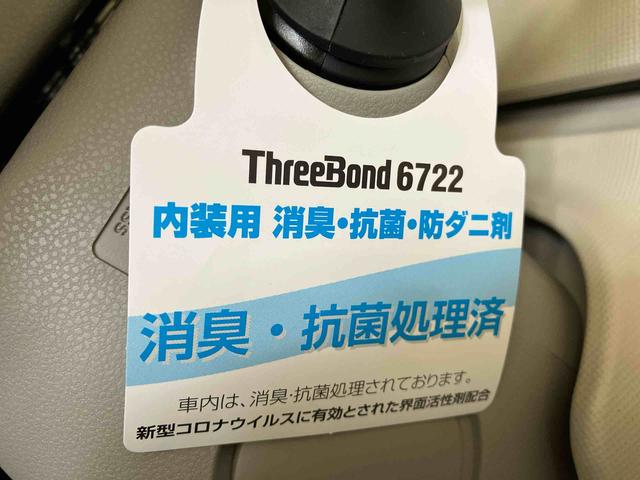 ThreeBond 6722
内装用 消臭・抗菌・防ダニ剤
消臭・抗菌処理済
車内は、消臭・抗菌処理されております。
新型コロナウイルスに有効とされた界面活性剤配合